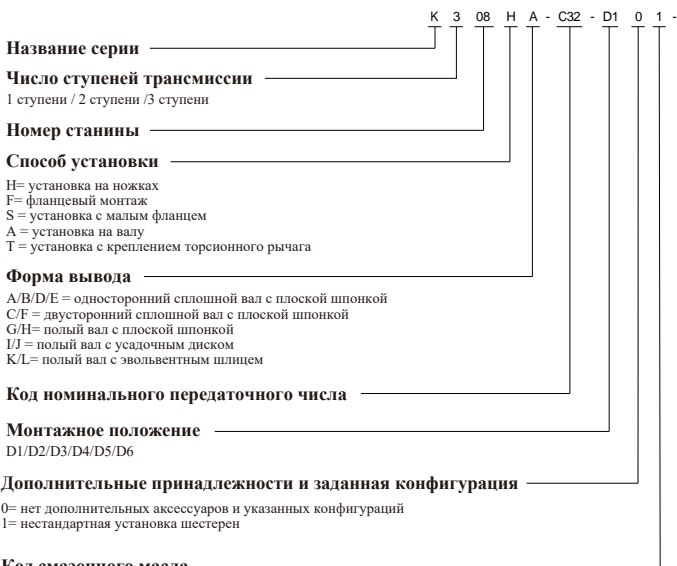 K 3 08 H A - C32 - D1 0 1 -
Название серии
Число ступеней трансмиссии
1 ступени / 2 ступени /3 ступени
Номер станины
Способ установки
H= установка на ножках
F= фланцевый монтаж
S = установка с малым фланцем
A = установка на валу
T = установка с креплением торсионного рычага
Форма вывода
A/B/D/E = односторонний сплошной вал с плоской шпонкой
C/F = двусторонний сплошной вал с плоской шпонкой
G/H= полый вал с плоской шпонкой
I/J = полый вал с усадочным диском
K/L= полый вал с эвольвентным шлицем
Код номинального передаточного числа
Монтажное положение
D1/D2/D3/D4/D5/D6
Дополнительные принадлежности и заданная конфигурация
0= нет дополнительных аксессуаров и указанных конфигураций
1= нестандартная установка шестерен
Код смазочного масла